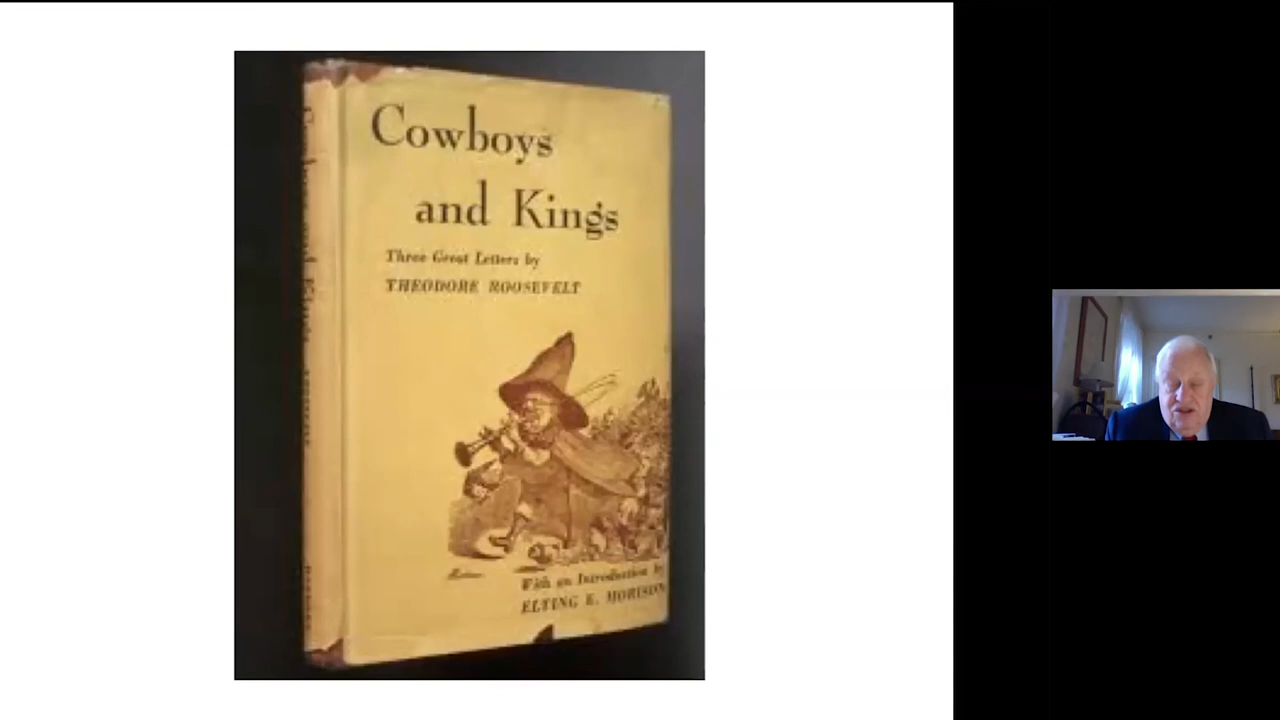 Cowboys
and Kings
Three Great Letters by
THEODORE ROOSEVELT
With an Introduction by
ELTING E. MORISON